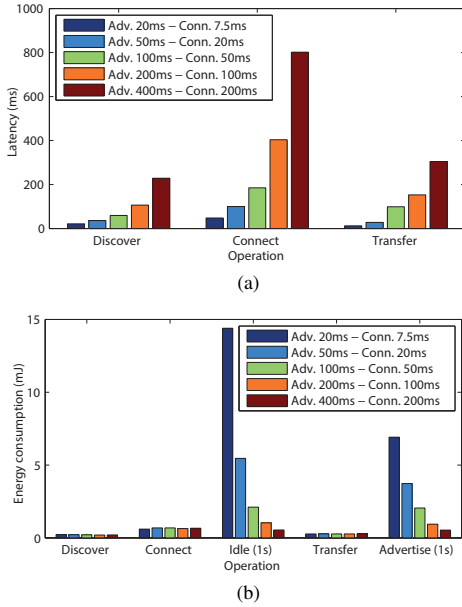 1000
800
600
400
200
0
Latency (ms)
Adv. 20ms – Conn. 7.5ms
Adv. 50ms – Conn. 20ms
Adv. 100ms – Conn. 50ms
Adv. 200ms – Conn. 100ms
Adv. 400ms – Conn. 200ms
Discover Connect Transfer
Operation
(a)
15
10
5
0
Energy consumption (mJ)
Adv. 20ms – Conn. 7.5ms
Adv. 50ms – Conn. 20ms
Adv. 100ms – Conn. 50ms
Adv. 200ms – Conn. 100ms
Adv. 400ms – Conn. 200ms
Discover Connect Idle (1s) Transfer Advertise (1s)
Operation
(b)